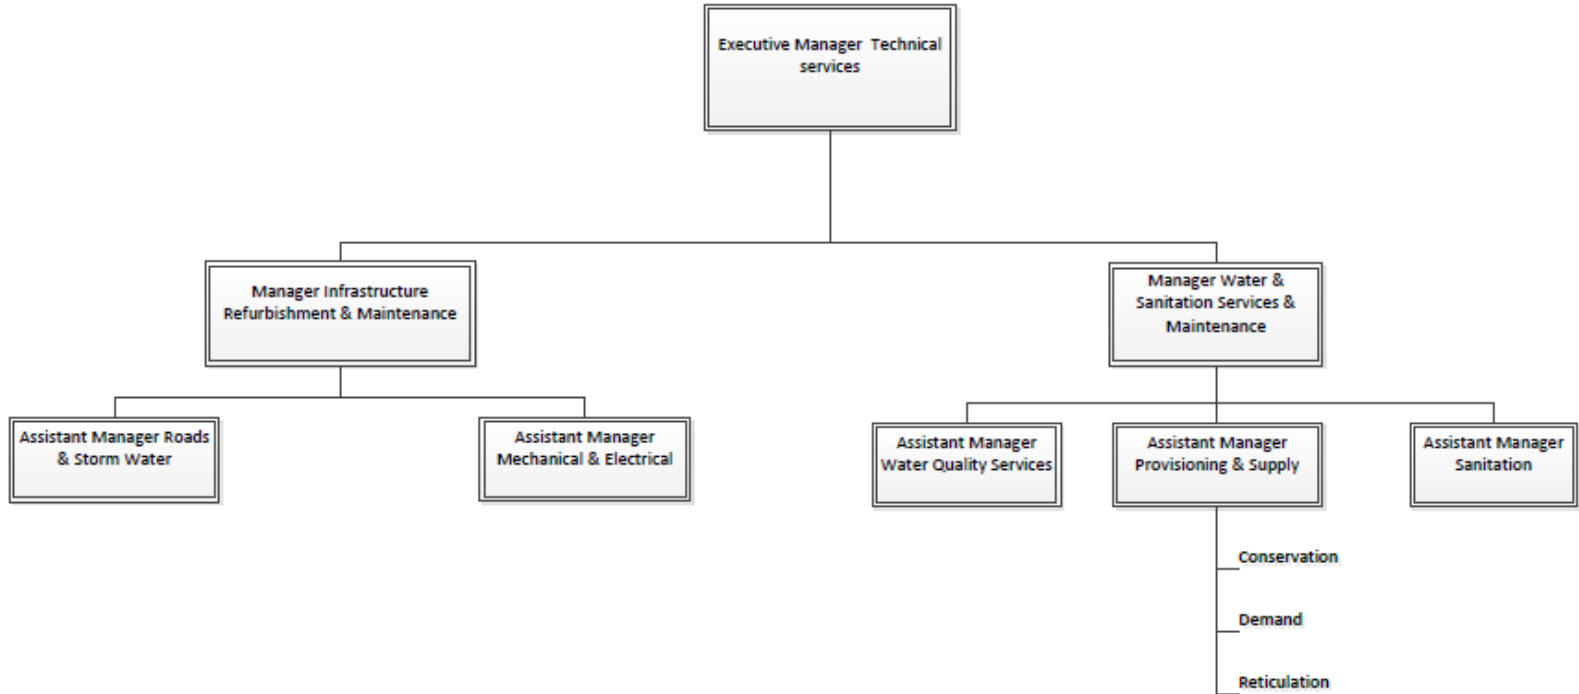 Executive Manager Technical
services
Manager Infrastructure
Refurbishment & Maintenance
Manager Water &
Sanitation Services &
Maintenance
Assistant Manager Roads
& Storm Water
Assistant Manager
Mechanical & Electrical
Assistant Manager
Water Quality Services
Assistant Manager
Provisioning & Supply
Assistant Manager
Sanitation
Conservation
Demand
Reticulation